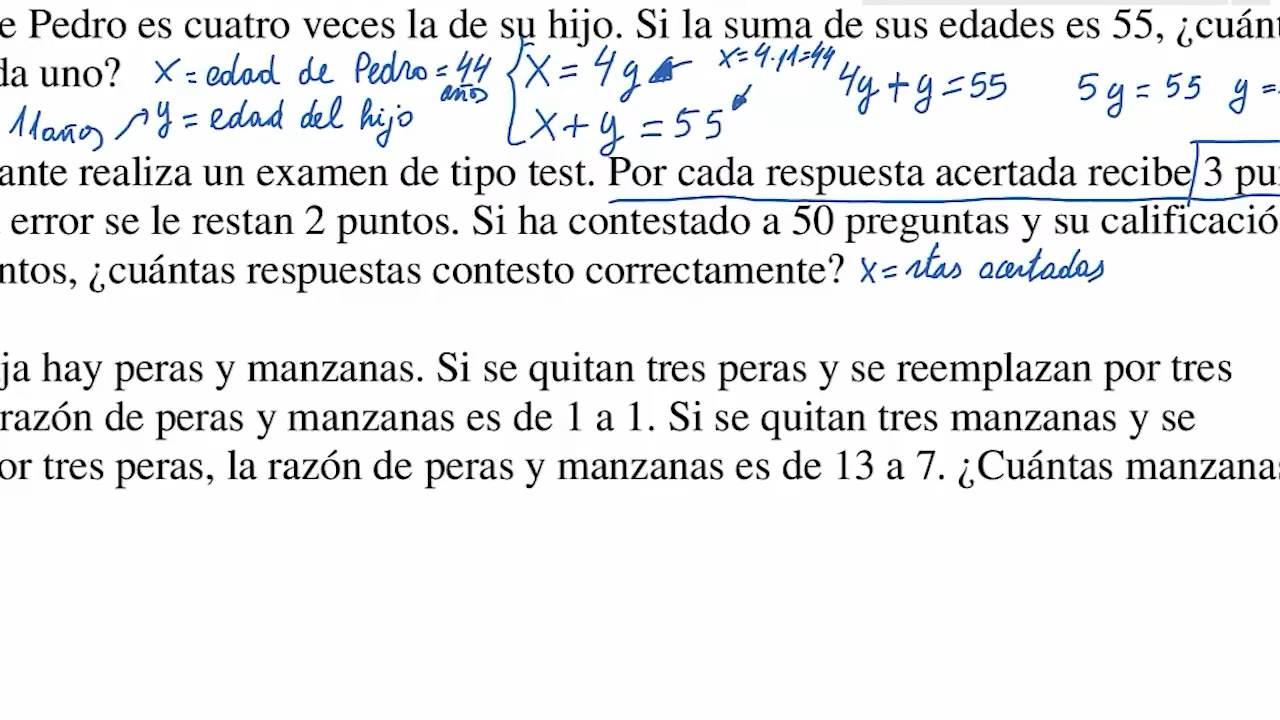 e Pedro es cuatro veces la de su hijo. Si la suma de sus edades es 55, ¿cuánt
da uno? x = edad de Pedro = 44 años { x = 4y x=4·11=44 4y + y = 55 5y = 55 y =
11 años y = edad del hijo x + y = 55
ante realiza un examen de tipo test. Por cada respuesta acertada recibe 3 pu
error se le restan 2 puntos. Si ha contestado a 50 preguntas y su calificació
ntos, ¿cuántas respuestas contesto correctamente? x = rtas acertadas
ja hay peras y manzanas. Si se quitan tres peras y se reemplazan por tres
razón de peras y manzanas es de 1 a 1. Si se quitan tres manzanas y se
or tres peras, la razón de peras y manzanas es de 13 a 7. ¿Cuántas manzanas